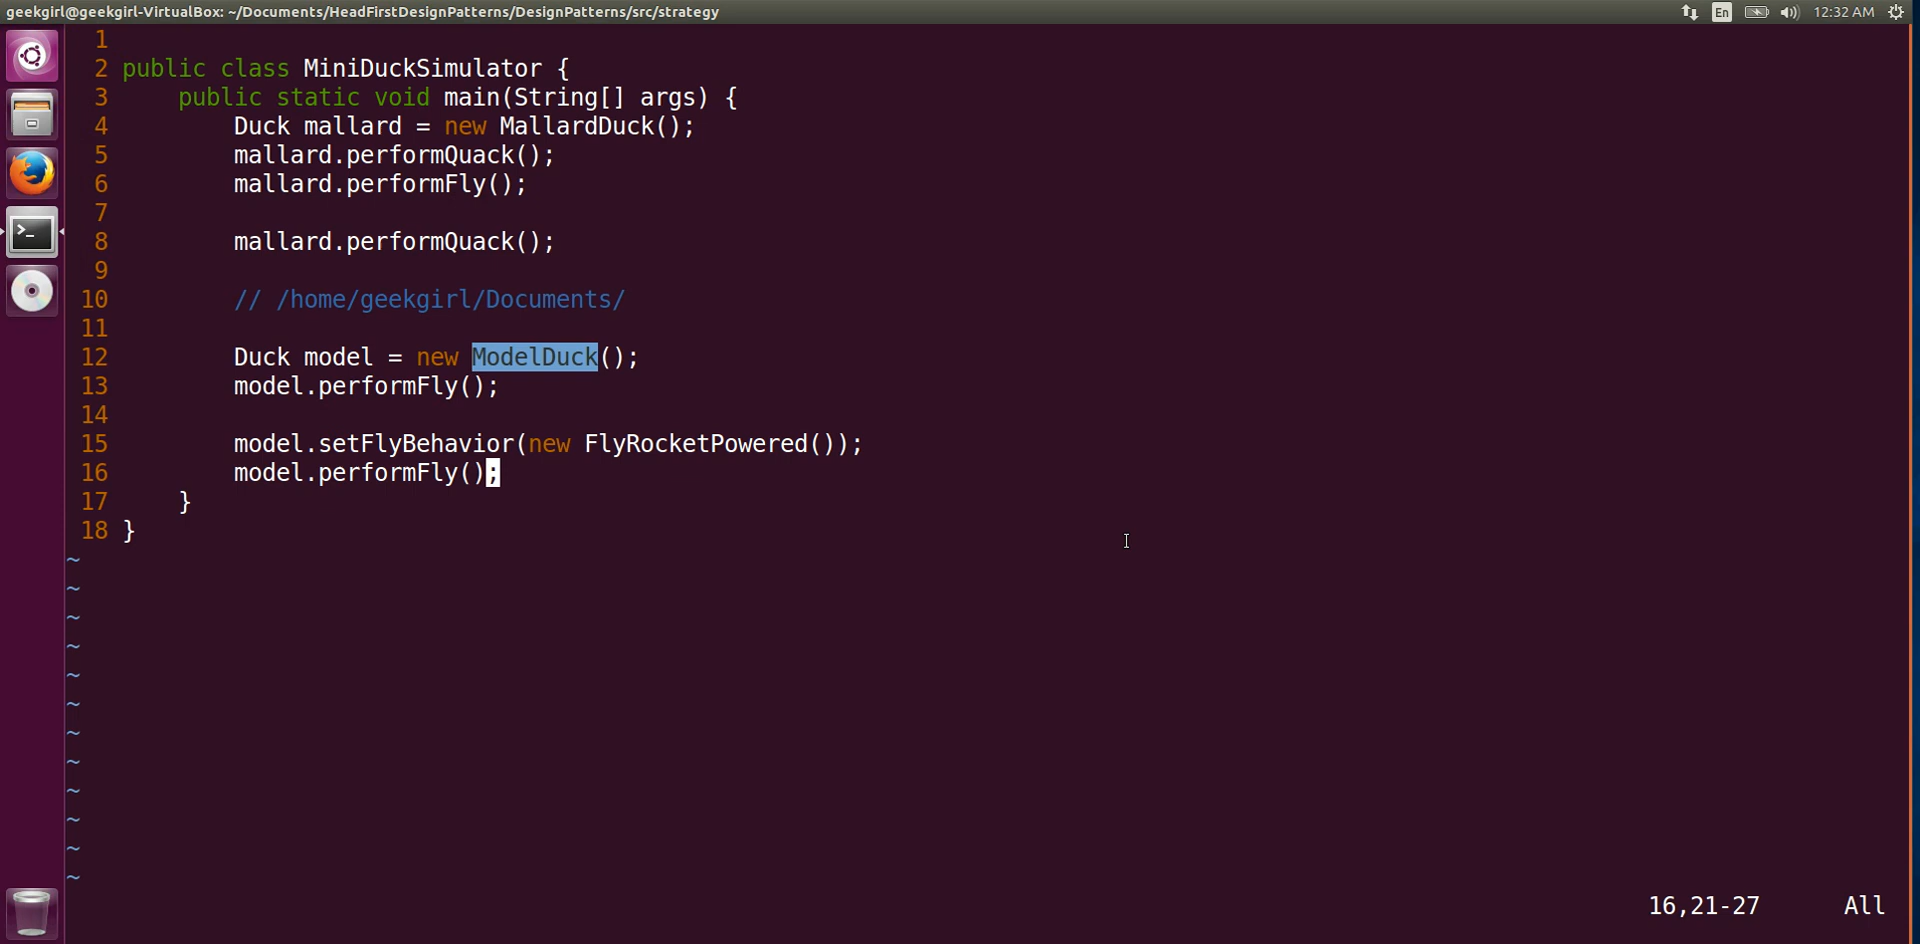 geekgirl@geekgirl-VirtualBox: ~/Documents/HeadFirstDesignPatterns/DesignPatterns/src/strategy
En
12:32 AM
1
2 public class MiniDuckSimulator {
3     public static void main(String[] args) {
4         Duck mallard = new MallardDuck();
5         mallard.performQuack();
6         mallard.performFly();
7
8         mallard.performQuack();
9
10         // /home/geekgirl/Documents/
11
12         Duck model = new ModelDuck();
13         model.performFly();
14
15         model.setFlyBehavior(new FlyRocketPowered());
16         model.performFly();
17     }
18 }
~
~
~
~
~
~
~
~
~
~
~
~
16,21-27 All